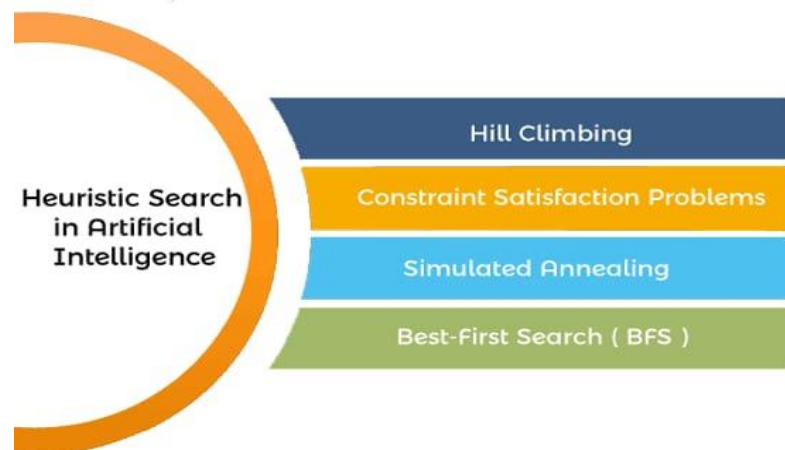 Heuristic Search
in Artificial
Intelligence
Hill Climbing
Constraint Satisfaction Problems
Simulated Annealing
Best-First Search ( BFS )